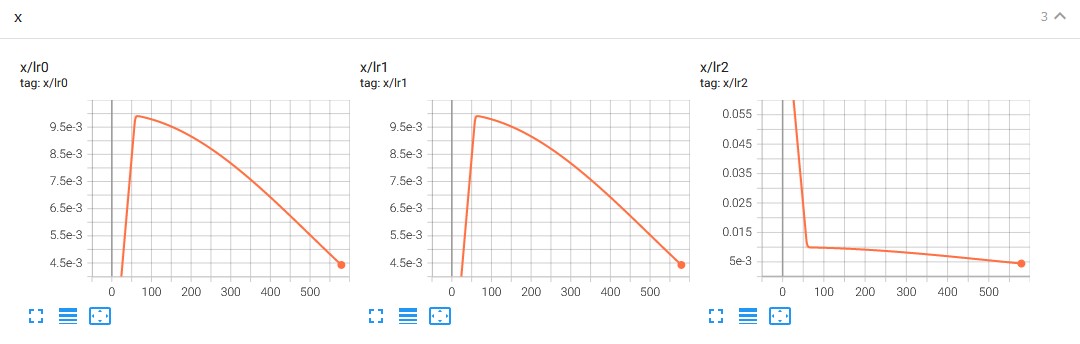 x 3
x/lr0
tag: x/lr0
9.5e-3
8.5e-3
7.5e-3
6.5e-3
5.5e-3
4.5e-3
0 100 200 300 400 500
x/lr1
tag: x/lr1
9.5e-3
8.5e-3
7.5e-3
6.5e-3
5.5e-3
4.5e-3
0 100 200 300 400 500
x/lr2
tag: x/lr2
0.055
0.045
0.035
0.025
0.015
5e-3
0 100 200 300 400 500